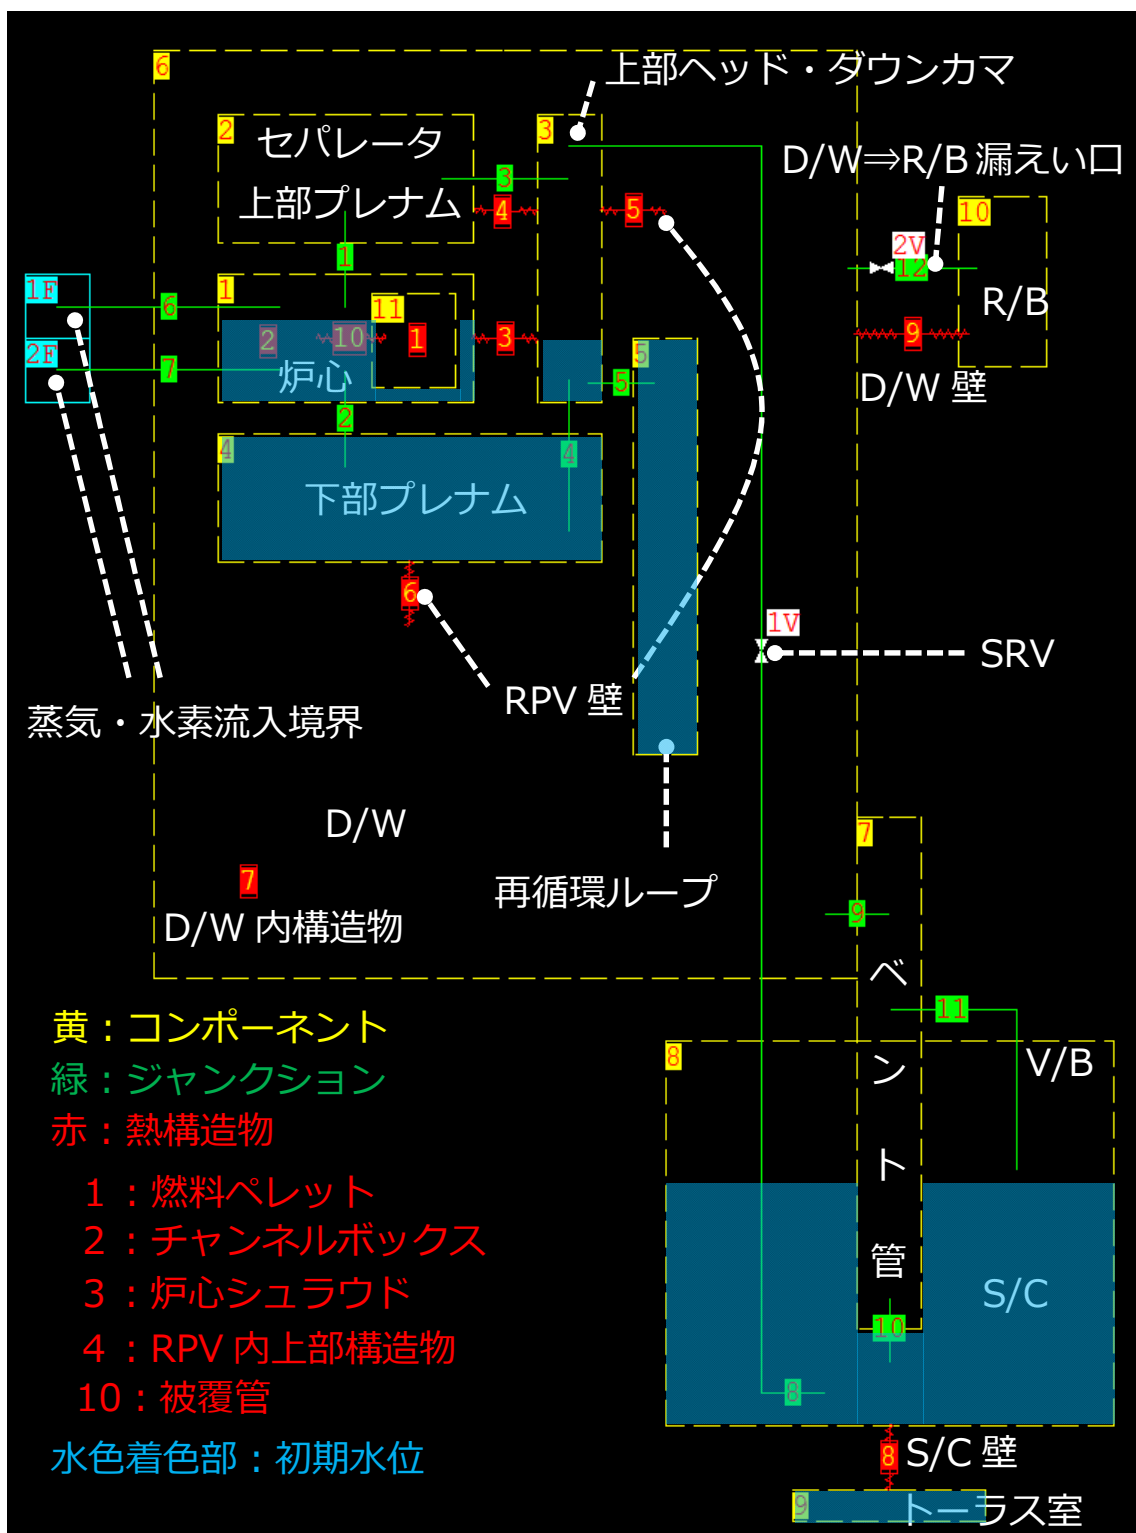 6
上部ヘッド・ダウンカマ
2
セパレータ
3
D/W⇒R/B 漏えい口
3
上部プレナム
4
5
10
1
2V
12
R/B
1F
6
1
11
2
10
1
3
9
2F
7
炉心
5
5
D/W 壁
2
4
4
下部プレナム
6
1V
SRV
RPV 壁
蒸気・水素流入境界
D/W
7
7
再循環ループ
D/W 内構造物
9
ベント管
11
黄：コンポーネント
8
V/B
緑：ジャンクション
赤：熱構造物
1 ：燃料ペレット
2 ：チャンネルボックス
3 ：炉心シュラウド
S/C
4 ：RPV 内上部構造物
10
10：被覆管
8
水色着色部：初期水位
8
S/C 壁
9
トーラス室